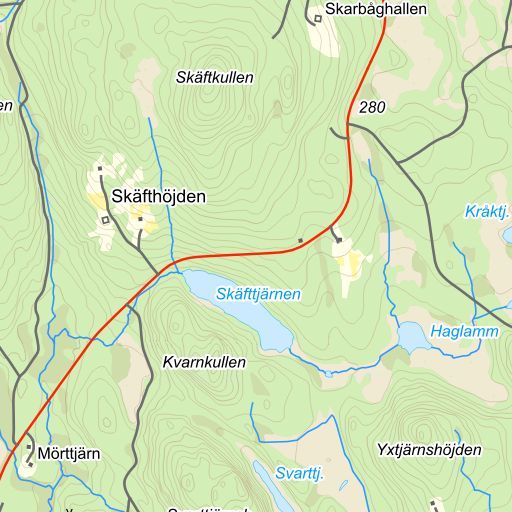 Skarbåghallen
Skäftkullen
280
Skäfthöjden
Kråktj.
Skäfttjärnen
Haglamm
Kvarnkullen
Mörttjärn
Yxtjärnshöjden
Svarttj.